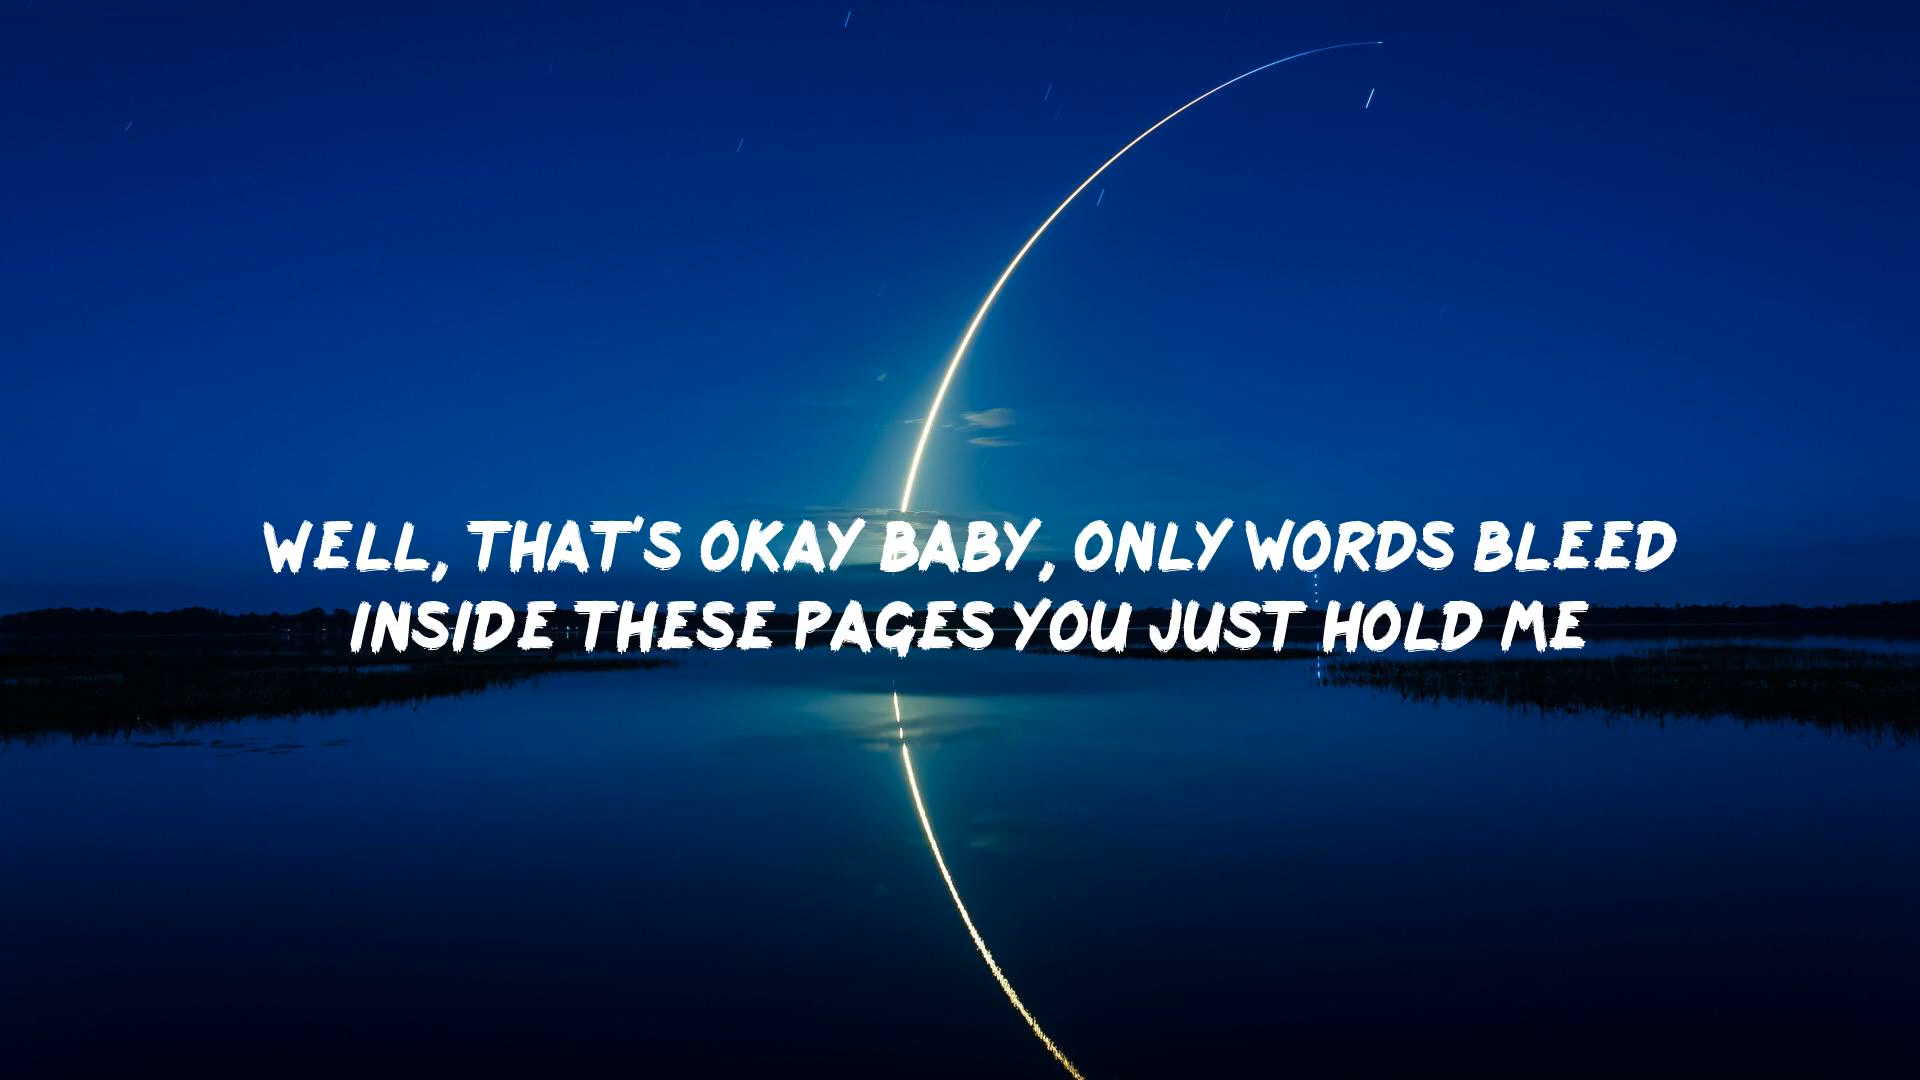 WELL, THAT'S OKAY BABY, ONLY WORDS BLEED
INSIDE THESE PAGES YOU JUST HOLD ME